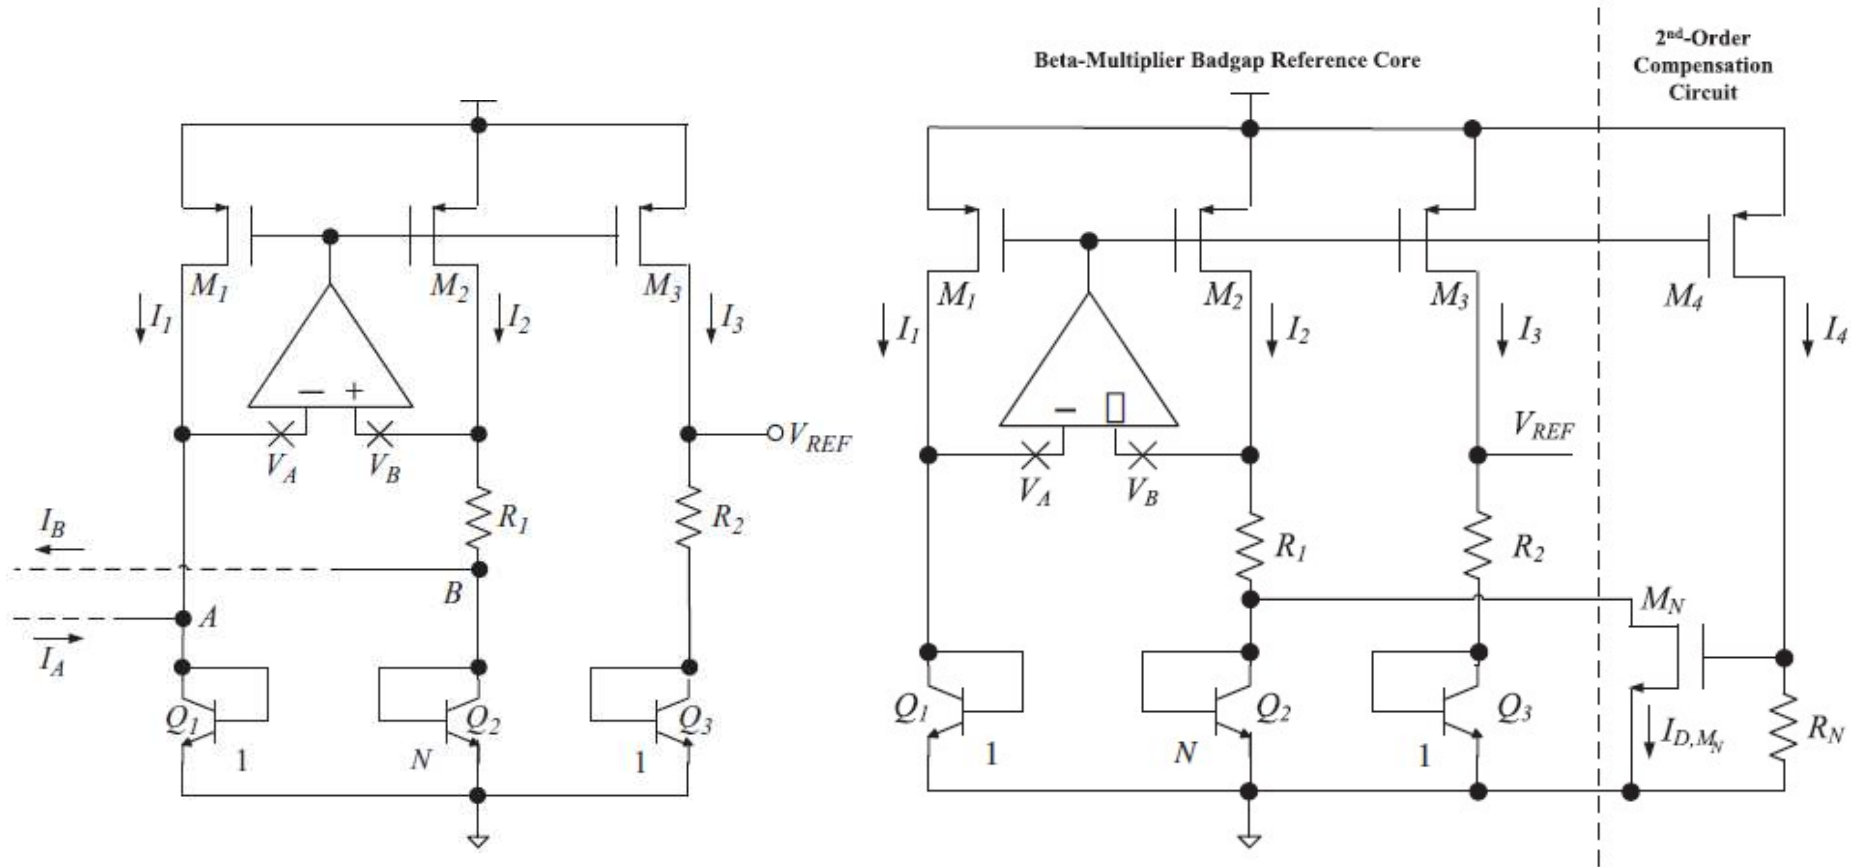 Beta-Multiplier Badgap Reference Core
2nd-Order
Compensation
Circuit
M1
M2
M3
I1
I2
I3
− +
VA
VB
VREF
IB
R1
R2
B
A
IA
Q1
Q2
Q3
1
N
1
M1
M2
M3
M4
I1
I2
I3
I4
−
VA
VB
VREF
R1
R2
MN
Q1
Q2
Q3
ID,MN
RN
1
N
1